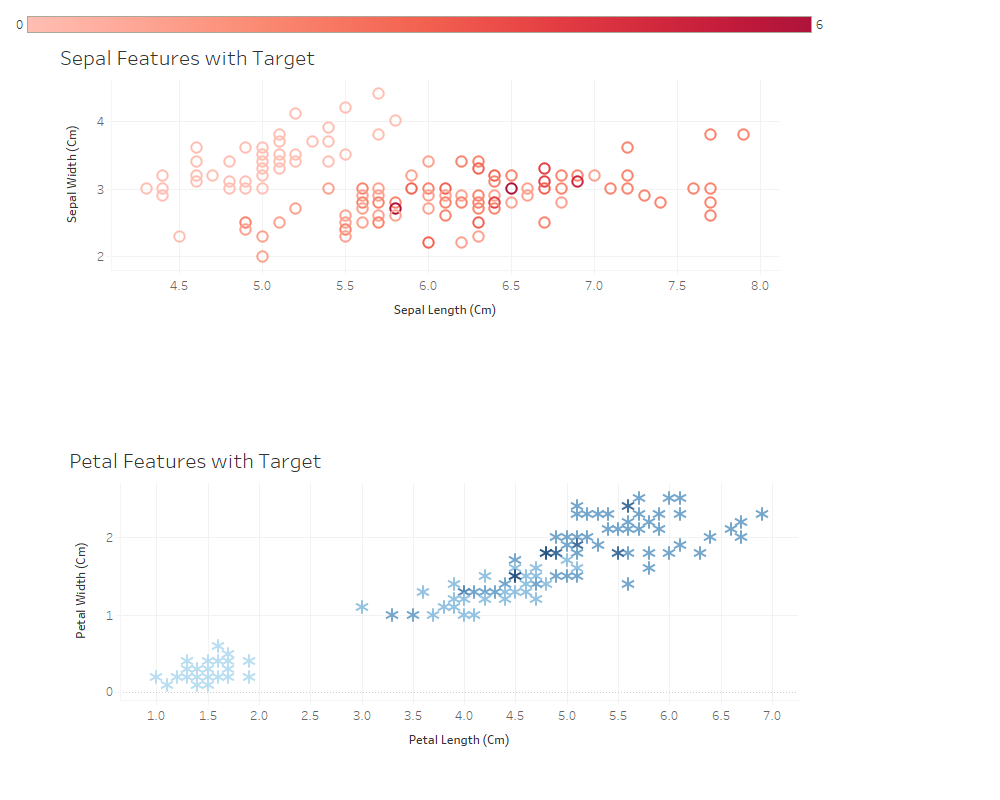 0 6
Sepal Features with Target
4
3
2
Sepal Width (Cm)
4.5 5.0 5.5 6.0 6.5 7.0 7.5 8.0
Sepal Length (Cm)
Petal Features with Target
2
1
0
Petal Width (Cm)
1.0 1.5 2.0 2.5 3.0 3.5 4.0 4.5 5.0 5.5 6.0 6.5 7.0
Petal Length (Cm)